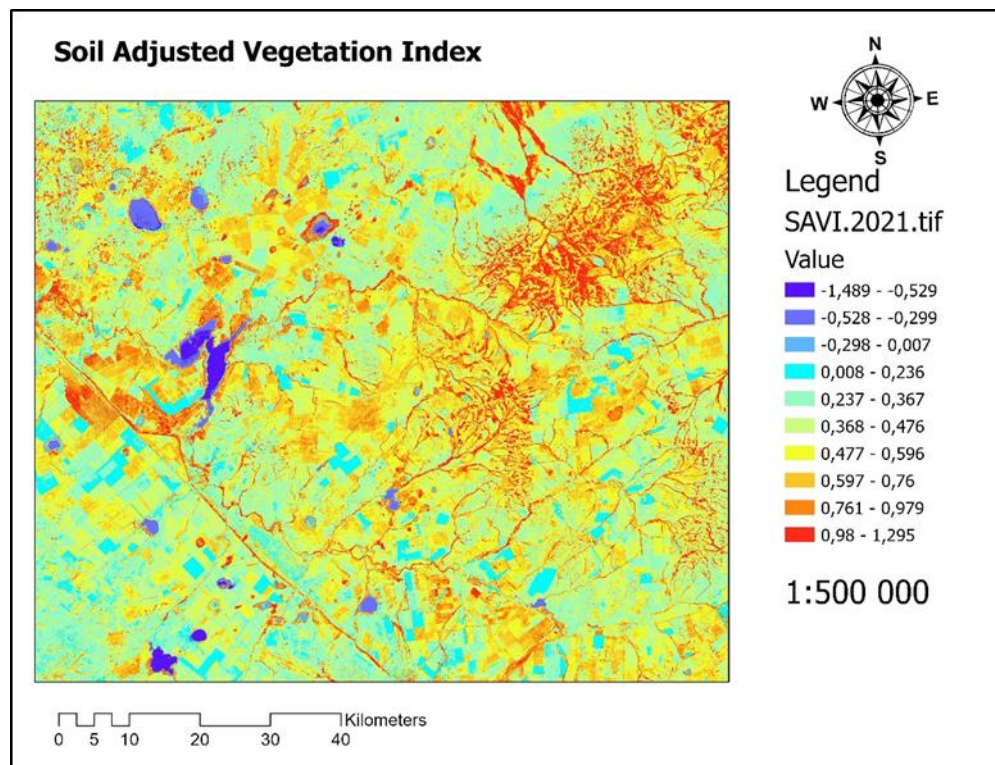 Soil Adjusted Vegetation Index
N
W E
S
Legend
SAVI.2021.tif
Value
-1,489 - -0,529
-0,528 - -0,299
-0,298 - 0,007
0,008 - 0,236
0,237 - 0,367
0,368 - 0,476
0,477 - 0,596
0,597 - 0,76
0,761 - 0,979
0,98 - 1,295
1:500 000
Kilometers
0 5 10 20 30 40